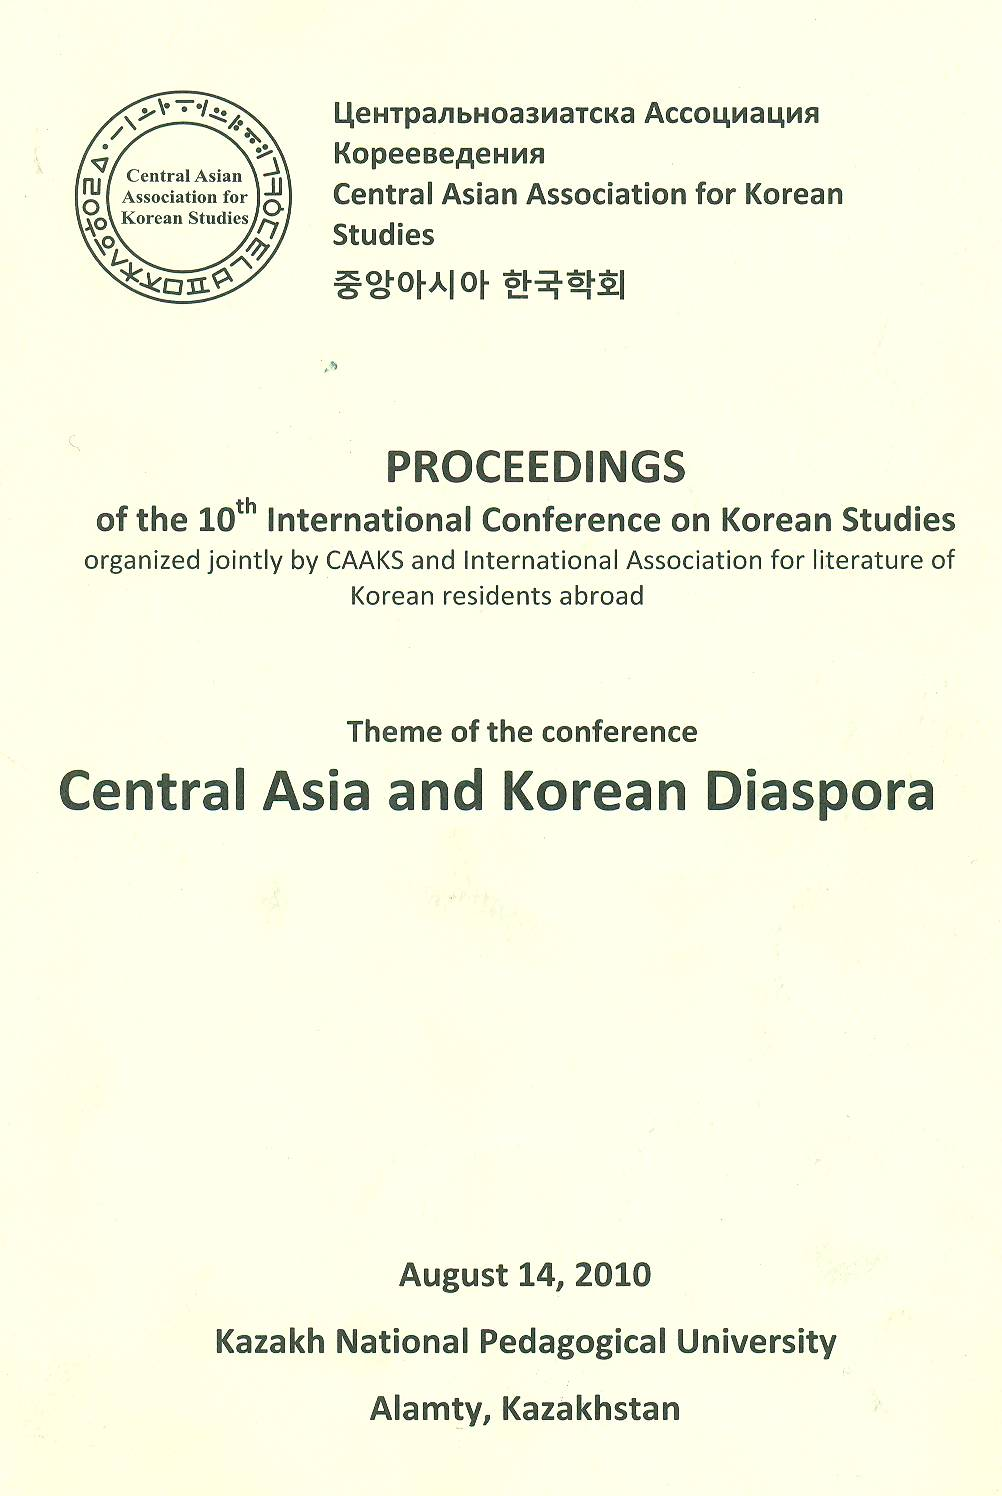 Central Asian
Association for
Korean Studies
Центральноазиатска Ассоциация
Корееведения
Central Asian Association for Korean
Studies
중앙아시아 한국학회
PROCEEDINGS
of the 10th International Conference on Korean Studies
organized jointly by CAAKS and International Association for literature of
Korean residents abroad
Theme of the conference
Central Asia and Korean Diaspora
August 14, 2010
Kazakh National Pedagogical University
Alamty, Kazakhstan